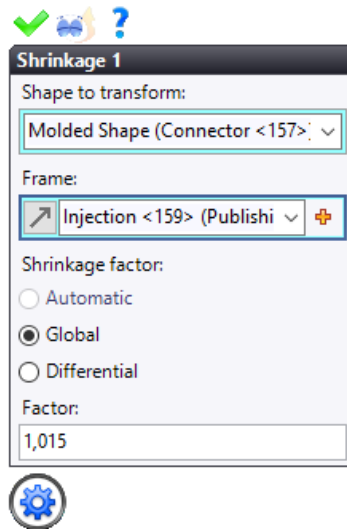 Shrinkage 1
Shape to transform:
Molded Shape (Connector <157>)
Frame:
Injection <159> (Publishi
Shrinkage factor:
Automatic
Global
Differential
Factor:
1,015